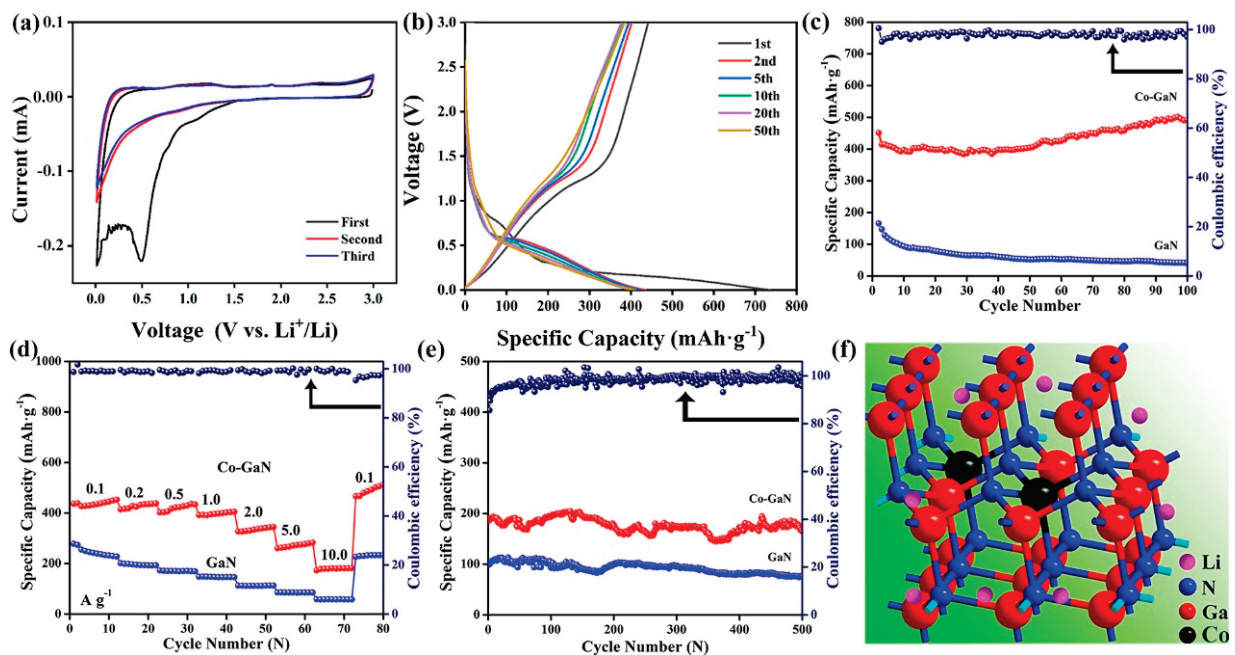 (a)
0.1
0.0
-0.1
-0.2
Current (mA)
First
Second
Third
0.0 0.5 1.0 1.5 2.0 2.5 3.0
Voltage (V vs. Li⁺/Li)
(b)
3.0
2.5
2.0
1.5
1.0
0.5
0.0
Voltage (V)
1st
2nd
5th
10th
20th
50th
0 100 200 300 400 500 600 700 800
Specific Capacity (mAh·g⁻¹)
(c)
800
700
600
500
400
300
200
100
0
Specific Capacity (mAh·g⁻¹)
Co-GaN
GaN
100
80
60
40
20
0
Coulombic efficiency (%)
10 20 30 40 50 60 70 80 90 100
Cycle Number
(d)
1000
800
600
400
200
0
Specific Capacity (mAh·g⁻¹)
Co-GaN
0.1 0.2 0.5 1.0 2.0 5.0 10.0 0.1
GaN
A g⁻¹
100
80
60
40
20
0
Coulombic efficiency (%)
0 10 20 30 40 50 60 70 80
Cycle Number (N)
(e)
500
400
300
200
100
0
Specific Capacity (mAh·g⁻¹)
Co-GaN
GaN
100
80
60
40
20
0
Coulombic efficiency (%)
0 100 200 300 400 500
Cycle Number (N)
(f)
Li
N
Ga
Co